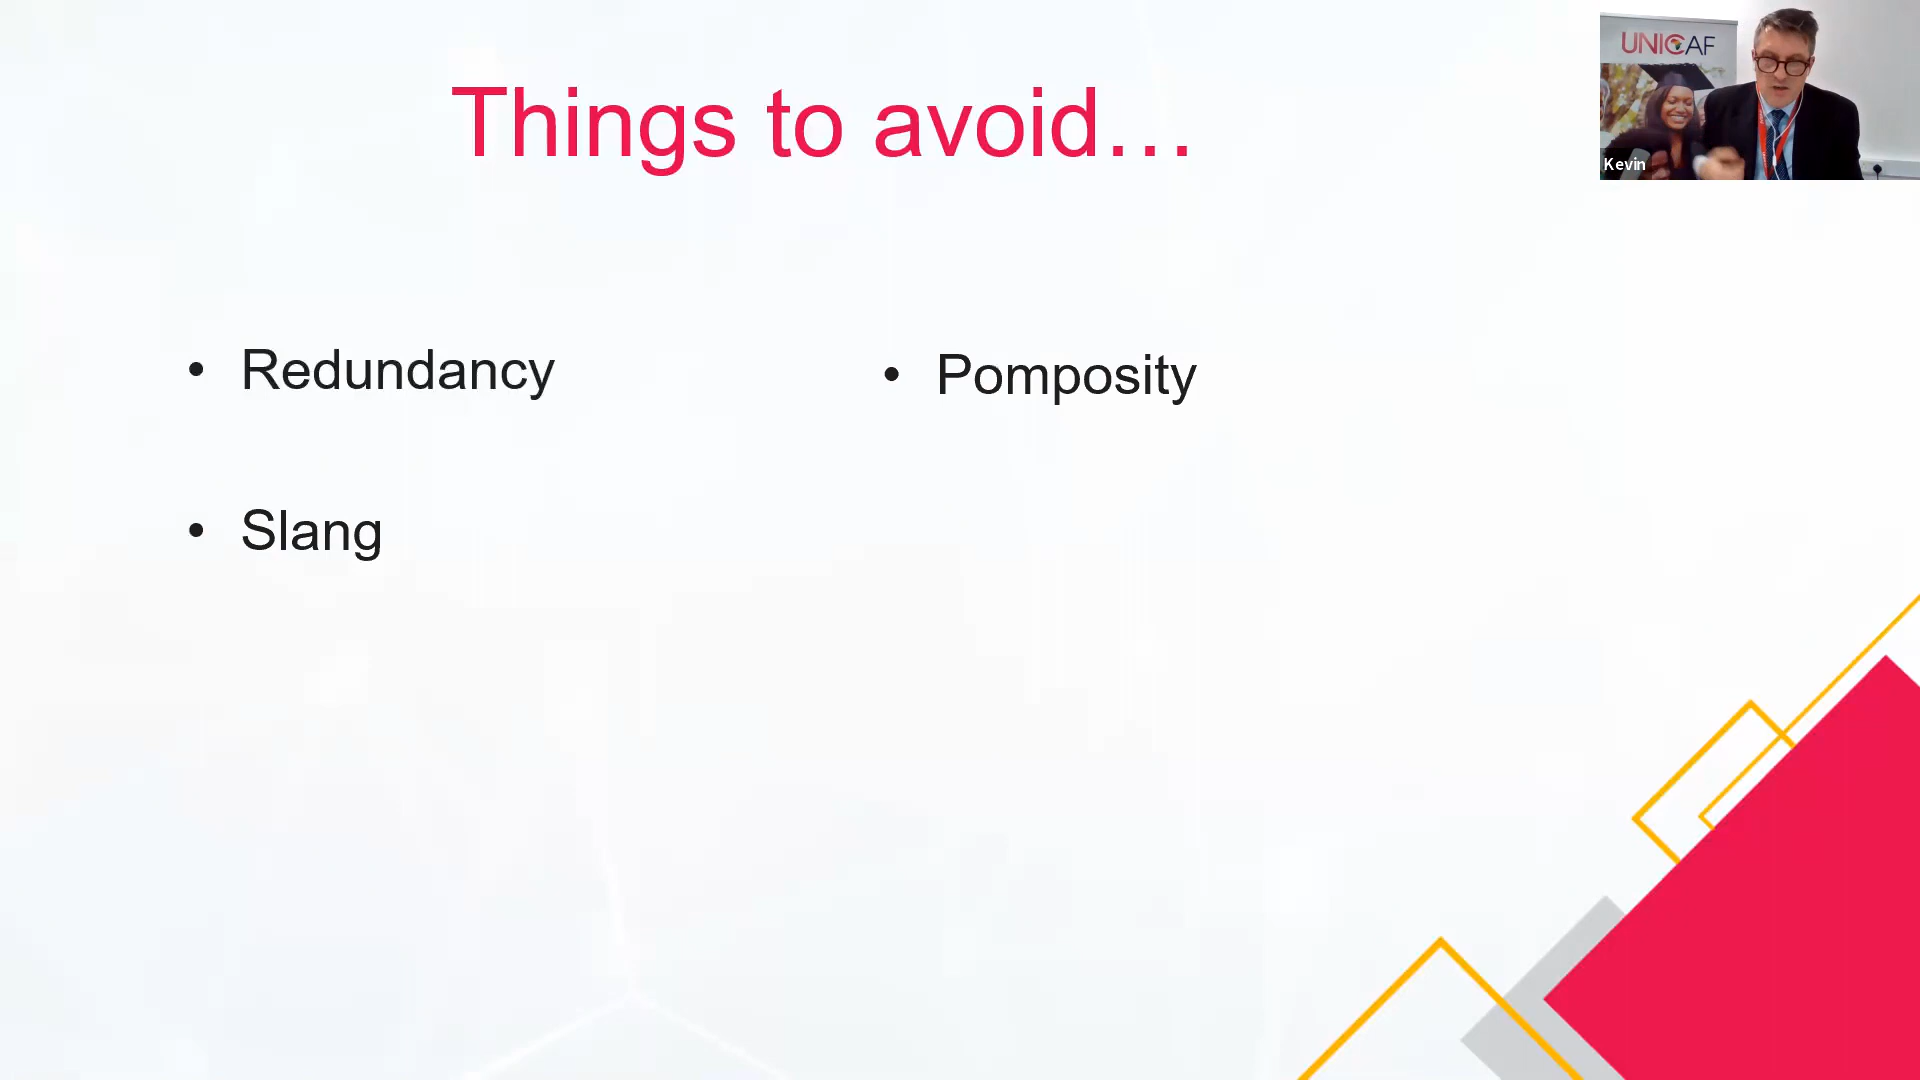 Things to avoid…
UNICAF
Kevin
• Redundancy
• Pomposity
• Slang